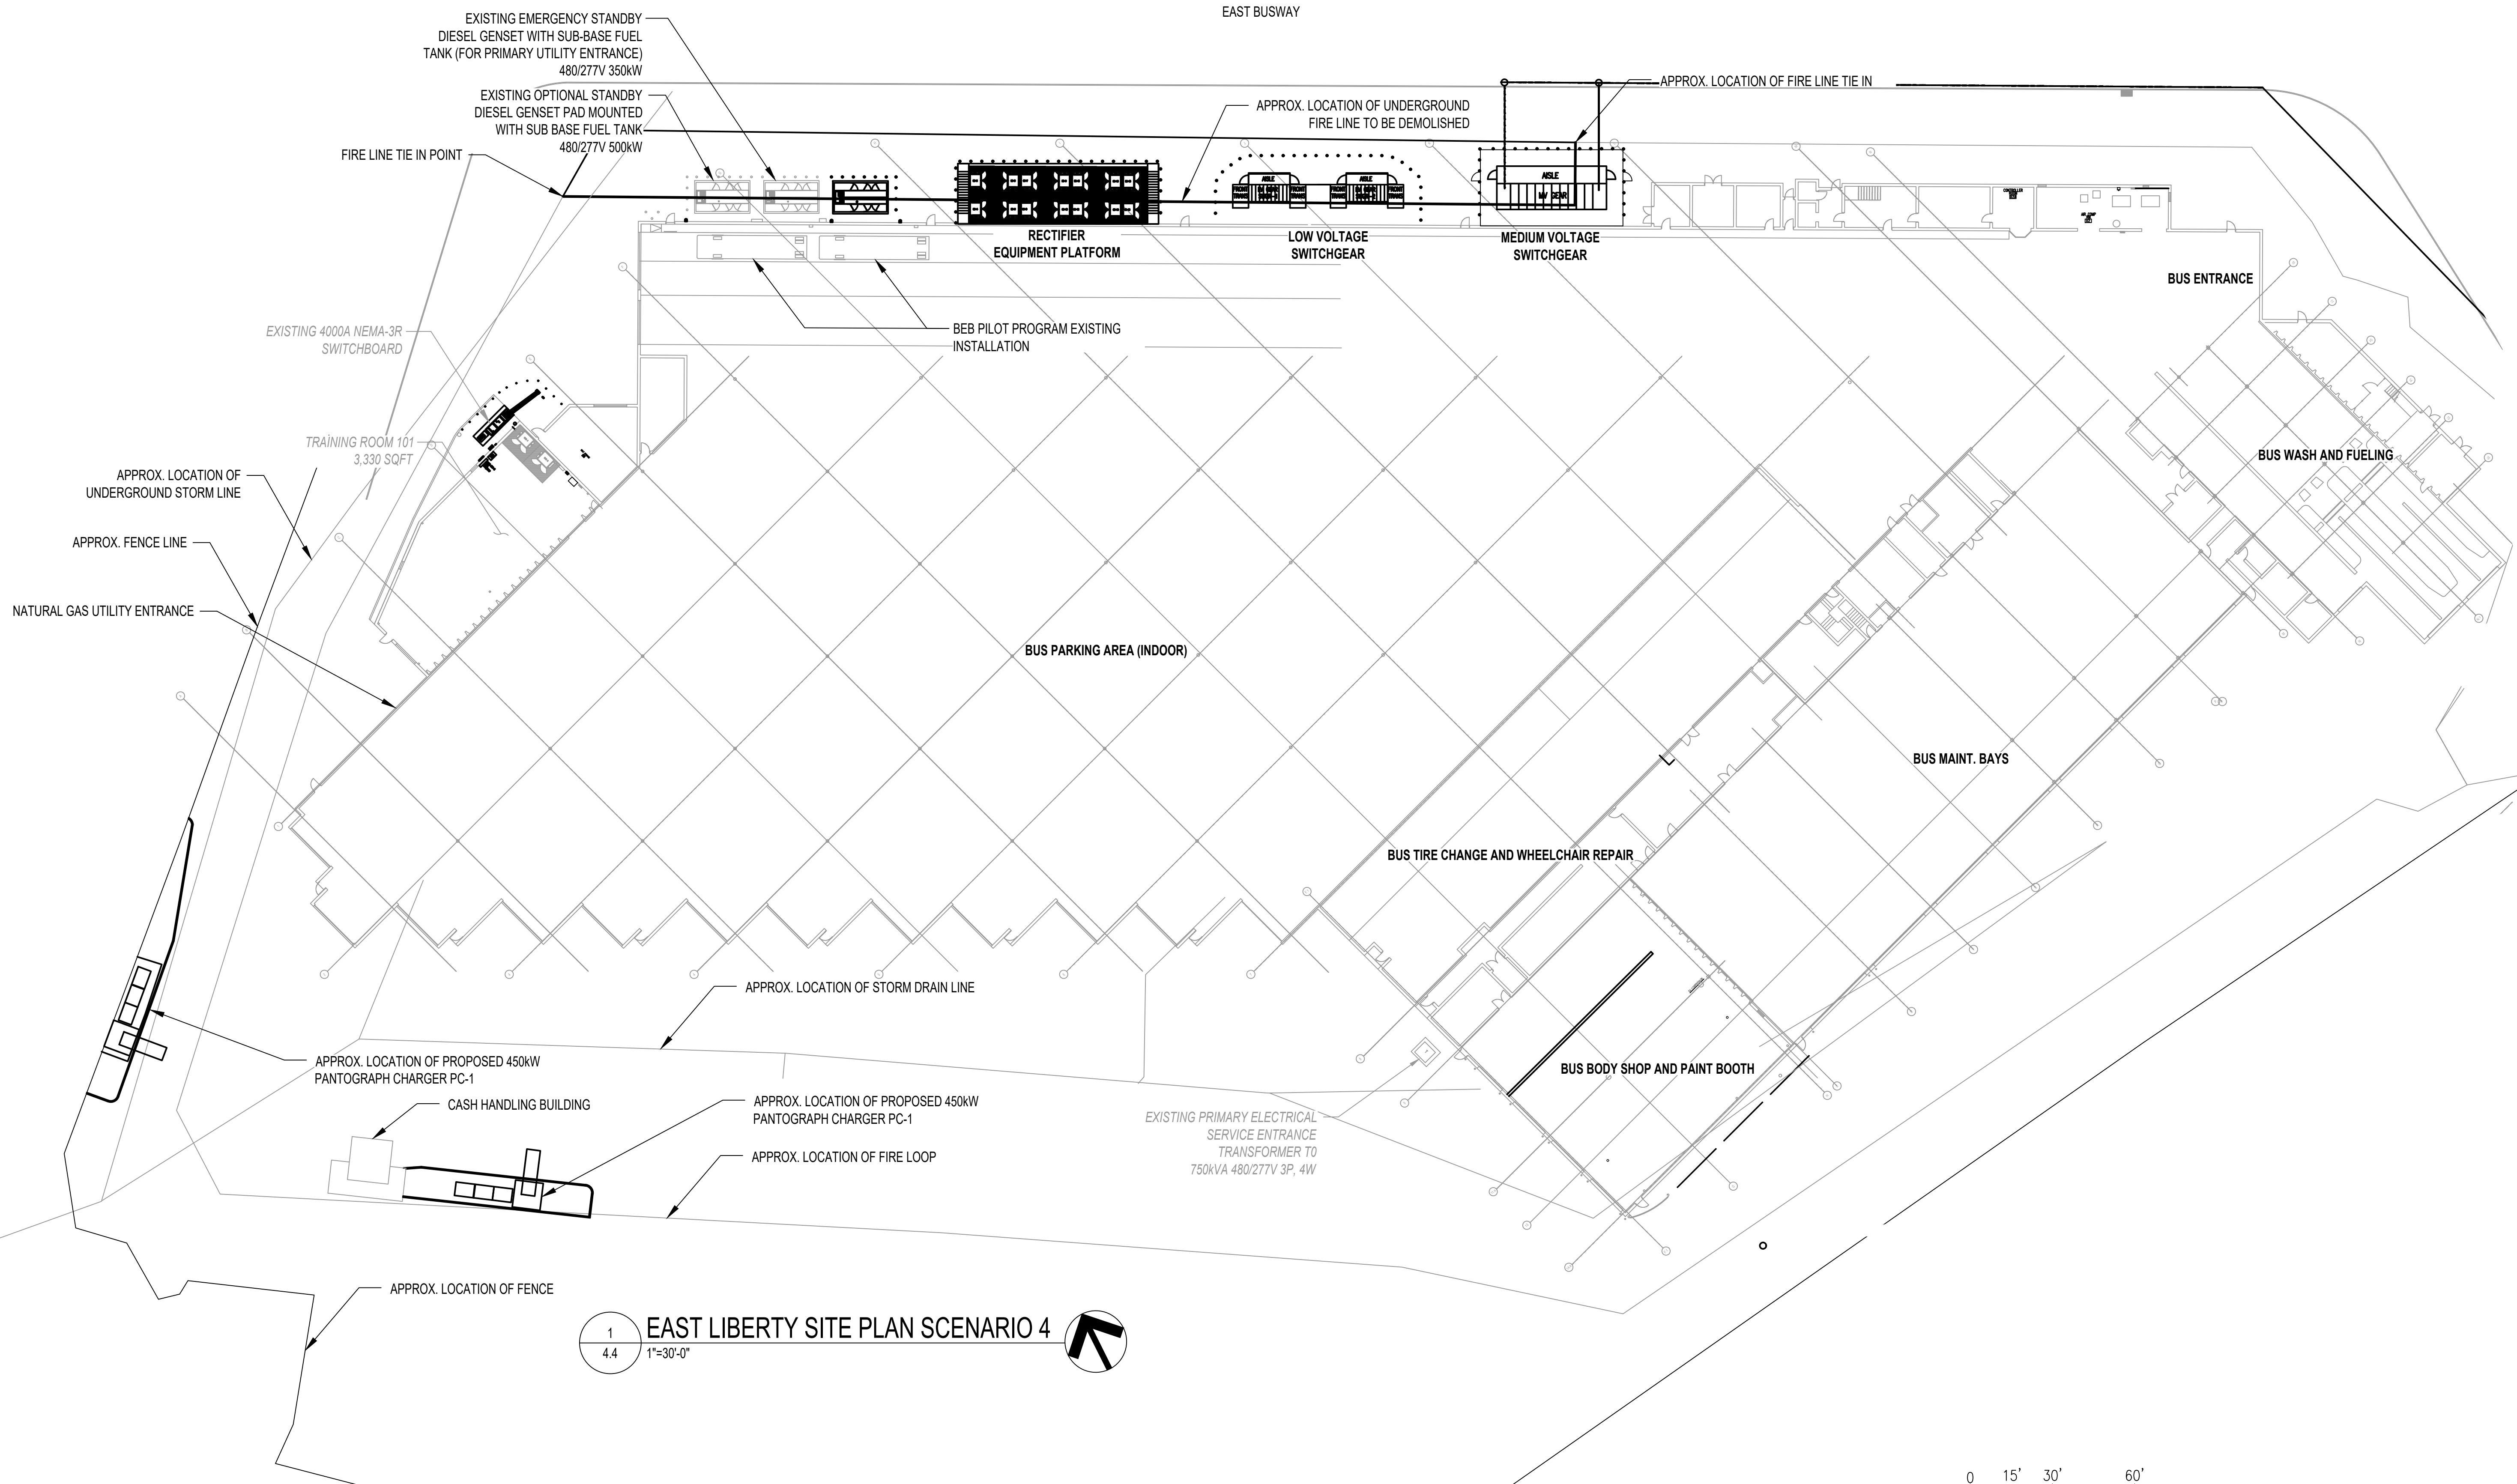 EAST BUSWAY
EXISTING EMERGENCY STANDBY
DIESEL GENSET WITH SUB-BASE FUEL
TANK (FOR PRIMARY UTILITY ENTRANCE)
480/277V 350kW
EXISTING OPTIONAL STANDBY
DIESEL GENSET PAD MOUNTED
WITH SUB BASE FUEL TANK
480/277V 500kW
FIRE LINE TIE IN POINT
APPROX. LOCATION OF UNDERGROUND
FIRE LINE TO BE DEMOLISHED
APPROX. LOCATION OF FIRE LINE TIE IN
AISLE
AISLE
AISLE
MV GEAR
CONTROLLER
AIR COMP
RECTIFIER
EQUIPMENT PLATFORM
LOW VOLTAGE
SWITCHGEAR
MEDIUM VOLTAGE
SWITCHGEAR
BUS ENTRANCE
BEB PILOT PROGRAM EXISTING
INSTALLATION
EXISTING 4000A NEMA-3R
SWITCHBOARD
TRAINING ROOM 101
3,330 SQFT
APPROX. LOCATION OF
UNDERGROUND STORM LINE
APPROX. FENCE LINE
NATURAL GAS UTILITY ENTRANCE
BUS WASH AND FUELING
BUS PARKING AREA (INDOOR)
BUS MAINT. BAYS
BUS TIRE CHANGE AND WHEELCHAIR REPAIR
APPROX. LOCATION OF STORM DRAIN LINE
APPROX. LOCATION OF PROPOSED 450kW
PANTOGRAPH CHARGER PC-1
CASH HANDLING BUILDING
APPROX. LOCATION OF PROPOSED 450kW
PANTOGRAPH CHARGER PC-1
BUS BODY SHOP AND PAINT BOOTH
EXISTING PRIMARY ELECTRICAL
SERVICE ENTRANCE
TRANSFORMER T0
750kVA 480/277V 3P, 4W
APPROX. LOCATION OF FIRE LOOP
APPROX. LOCATION OF FENCE
1
4.4
EAST LIBERTY SITE PLAN SCENARIO 4
1"=30'-0"
0 15' 30' 60'